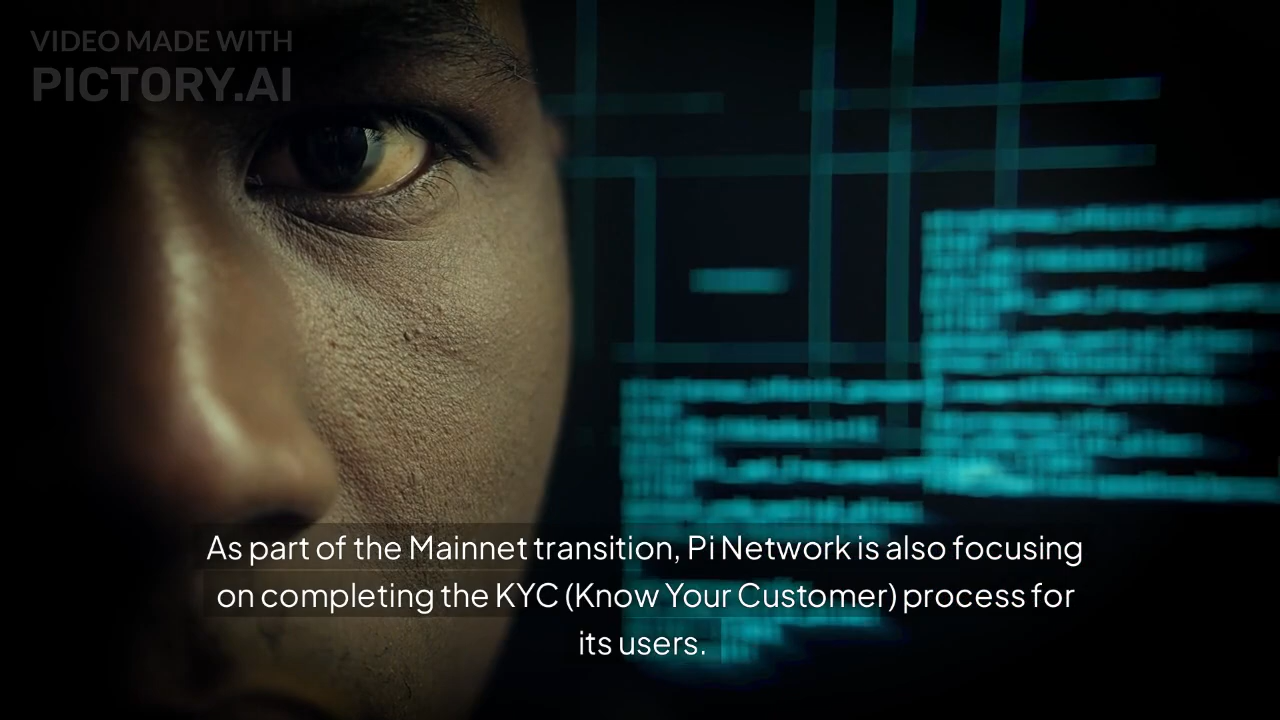 VIDEO MADE WITH
PICTORY.AI
As part of the Mainnet transition, Pi Network is also focusing
on completing the KYC (Know Your Customer) process for
its users.